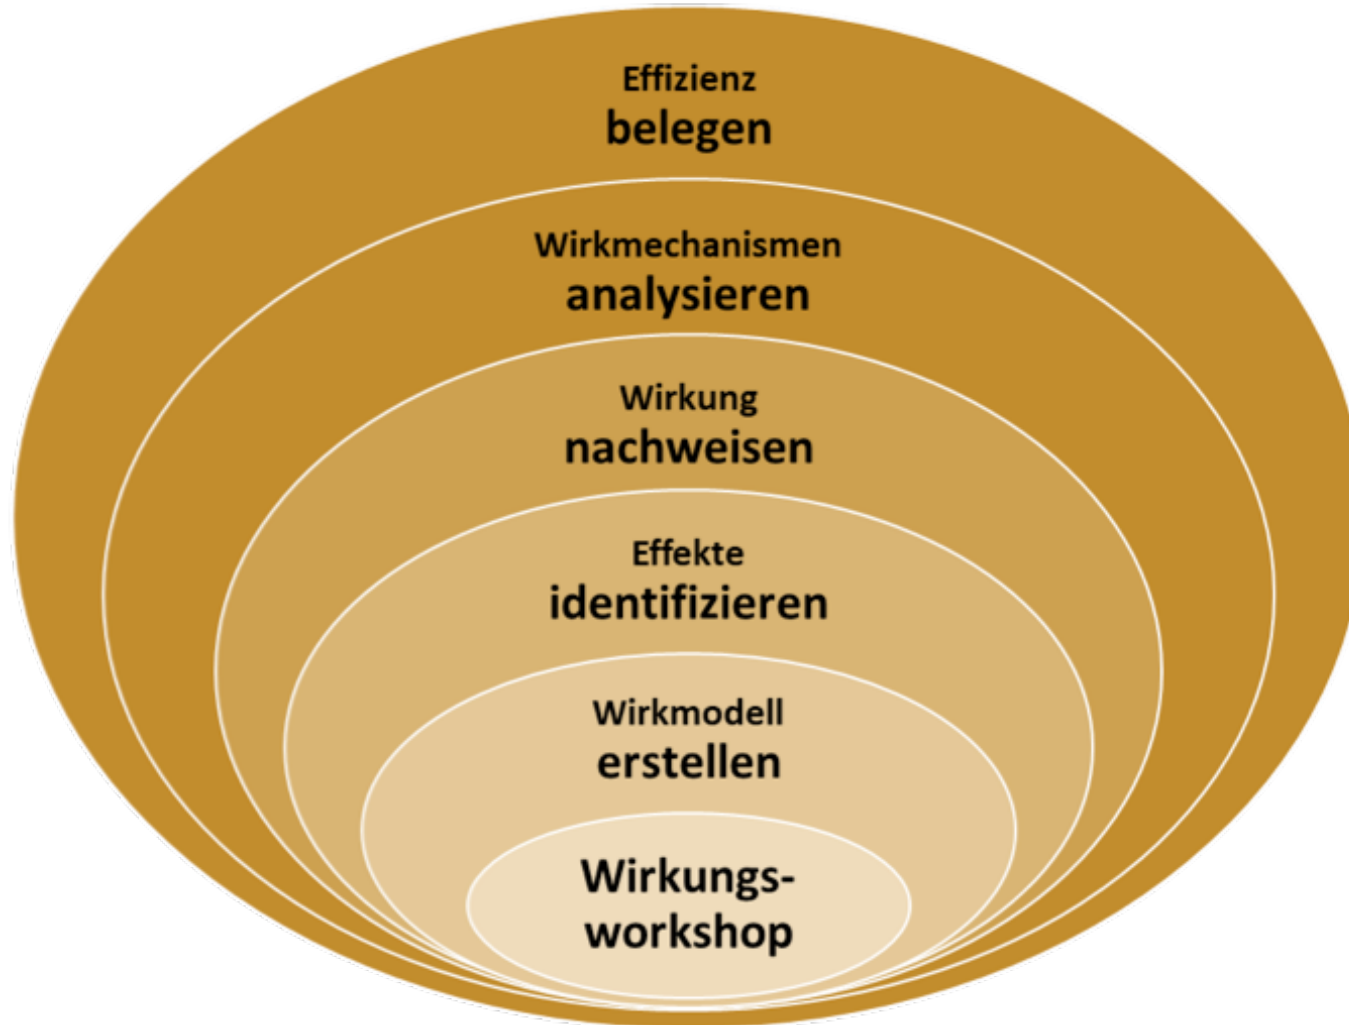 Effizienz
belegen
Wirkmechanismen
analysieren
Wirkung
nachweisen
Effekte
identifizieren
Wirkmodell
erstellen
Wirkungs-
workshop